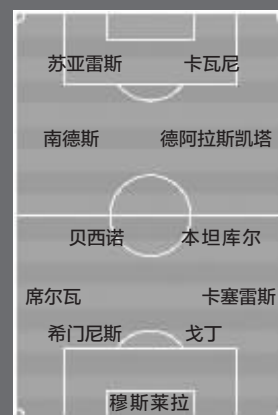 苏亚雷斯 卡瓦尼
南德斯 德阿拉斯凯塔
贝西诺 本坦库尔
席尔瓦 卡塞雷斯
希门尼斯 戈丁
穆斯莱拉